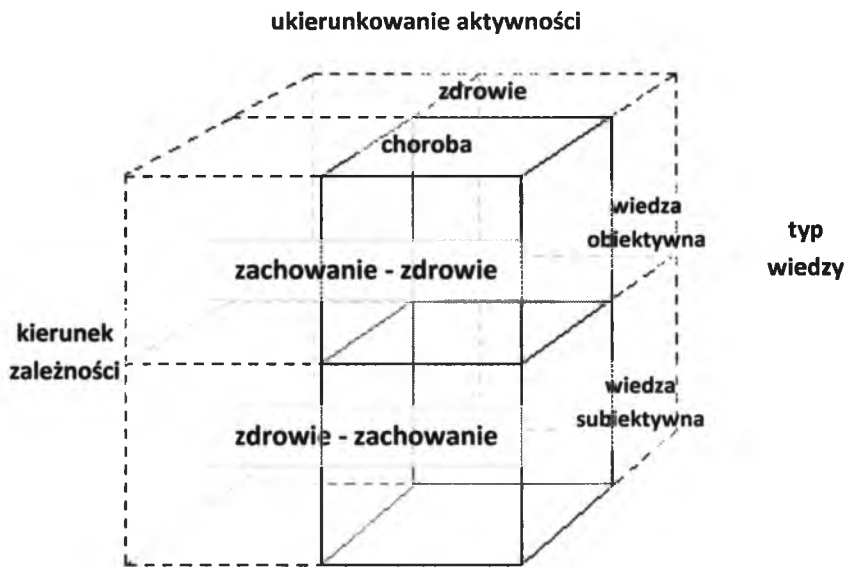 ukierunkowanie aktywności
zdrowie
choroba
wiedza
obiektywna
typ
wiedzy
zachowanie - zdrowie
kierunek
zależności
wiedza
subiektywna
zdrowie - zachowanie